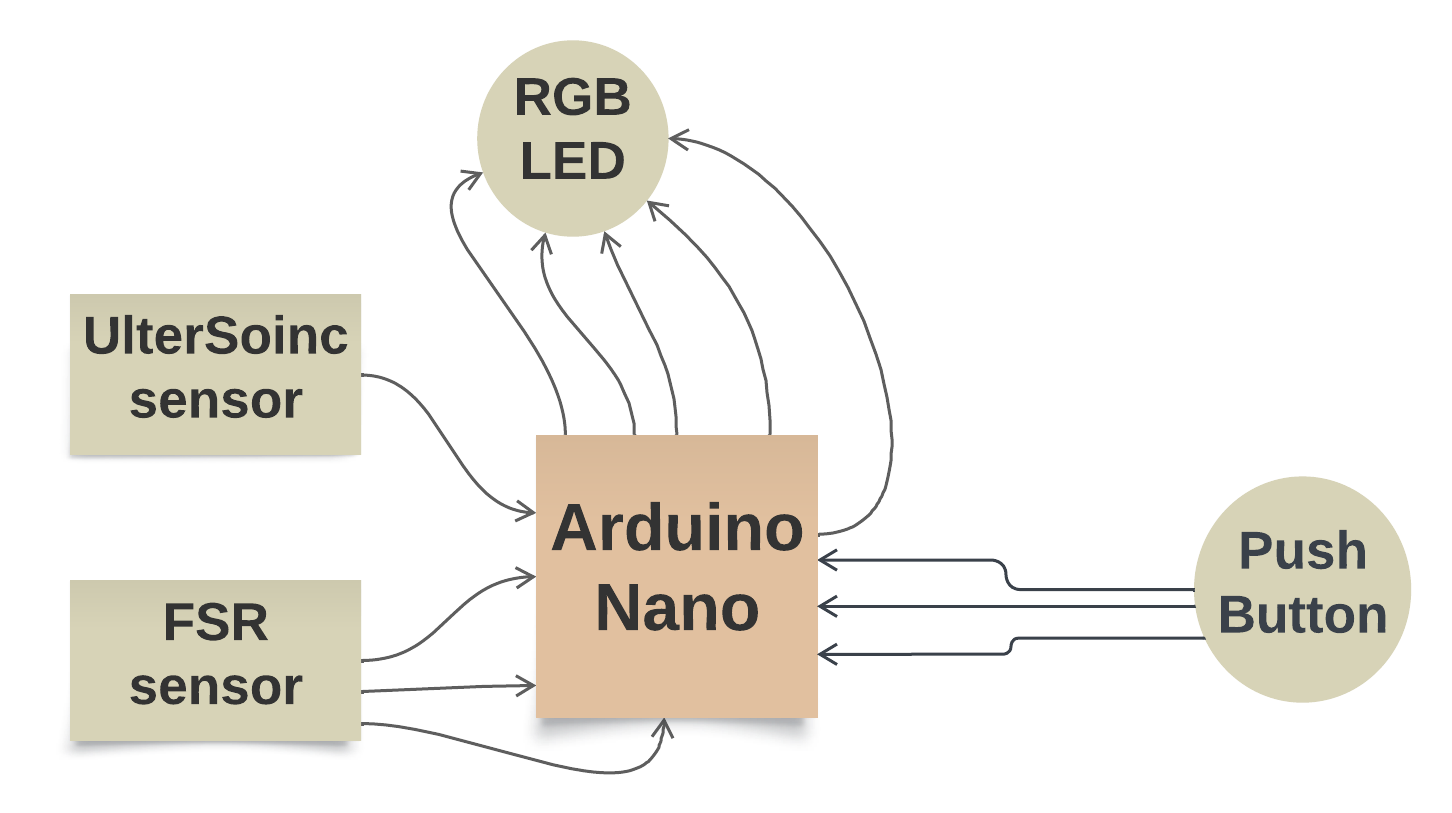 RGB
LED
UlterSoinc
sensor
Arduino
Nano
FSR
sensor
Push
Button